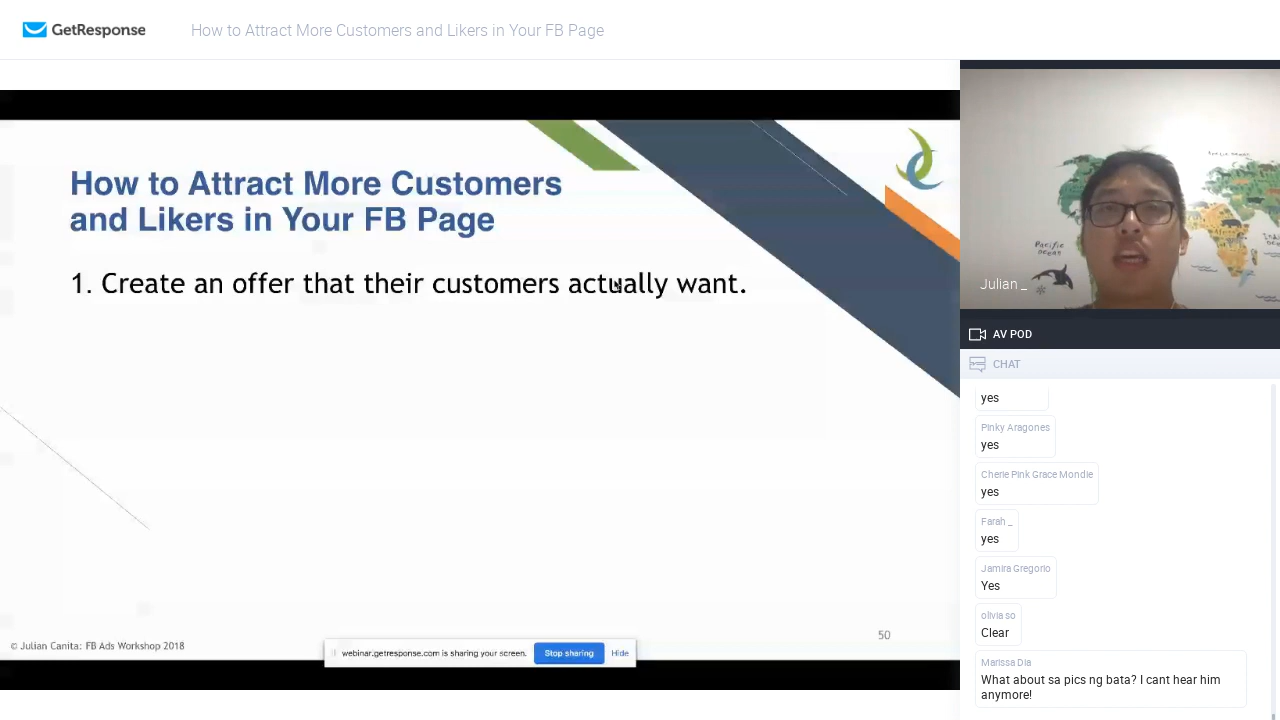 GetResponse
How to Attract More Customers and Likers in Your FB Page
How to Attract More Customers
and Likers in Your FB Page
1. Create an offer that their customers actually want.
© Julian Canita: FB Ads Workshop 2018
50
webinar.getresponse.com is sharing your screen.
Stop sharing
Hide
Pacific
Ocean
Julian _
AV POD
CHAT
yes
Pinky Aragones
yes
Cherie Pink Grace Mondie
yes
Farah _
yes
Jamira Gregorio
Yes
olivia so
Clear
Marissa Dia
What about sa pics ng bata? I cant hear him
anymore!